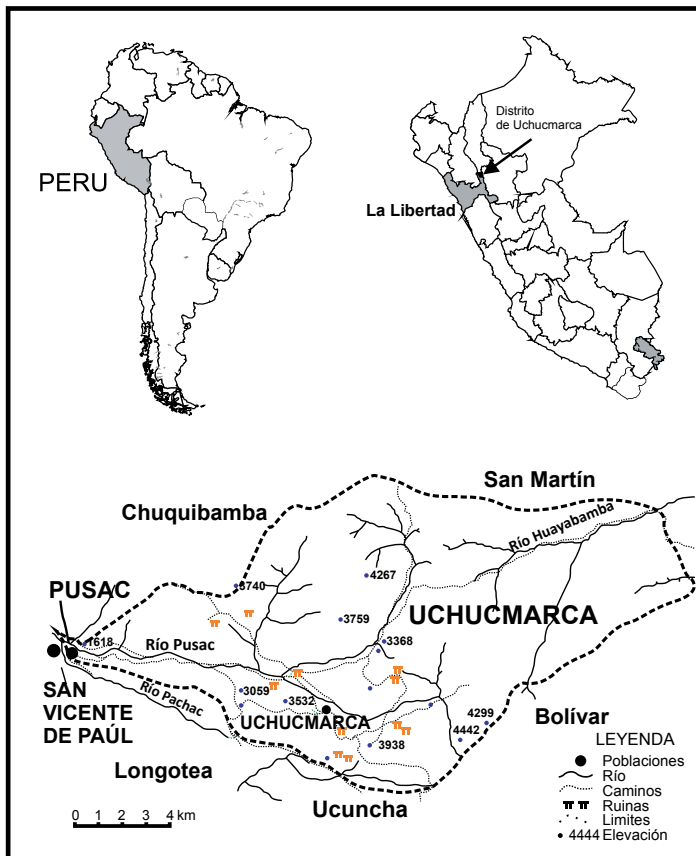 PERU
Distrito
de Uchucmarca
La Libertad
San Martín
Chuquibamba
Río Huayabamba
3740
4267
PUSAC
3759
UCHUCMARCA
1618
Río Pusac
3368
SAN
VICENTE
DE PAÚL
Río Pachac
3059
3532
UCHUCMARCA
4299
4442
Bolívar
3938
Longotea
Ucuncha
LEYENDA
Poblaciones
Río
Caminos
Ruinas
Limites
4444 Elevación
0 1 2 3 4 km